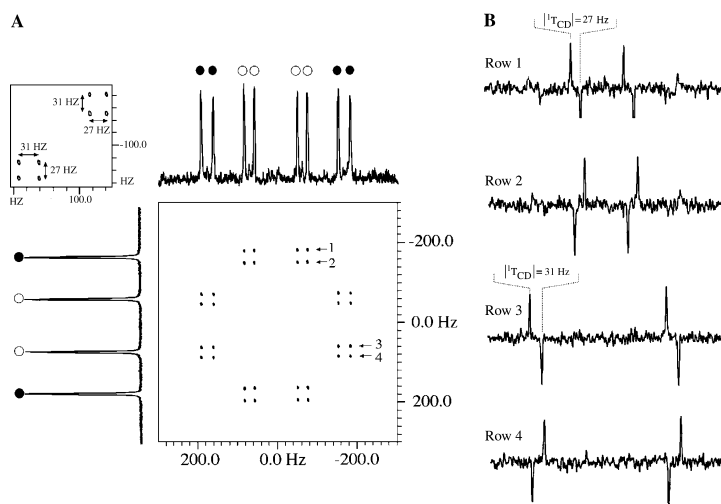 A
B
|¹T_CD| = 27 Hz
Row 1
31 HZ
27 HZ
-100.0
31 HZ
27 HZ
HZ
HZ
100.0
Row 2
1
2
-200.0
0.0 Hz
3
4
200.0
200.0
0.0 Hz
-200.0
|¹T_CD| = 31 Hz
Row 3
Row 4